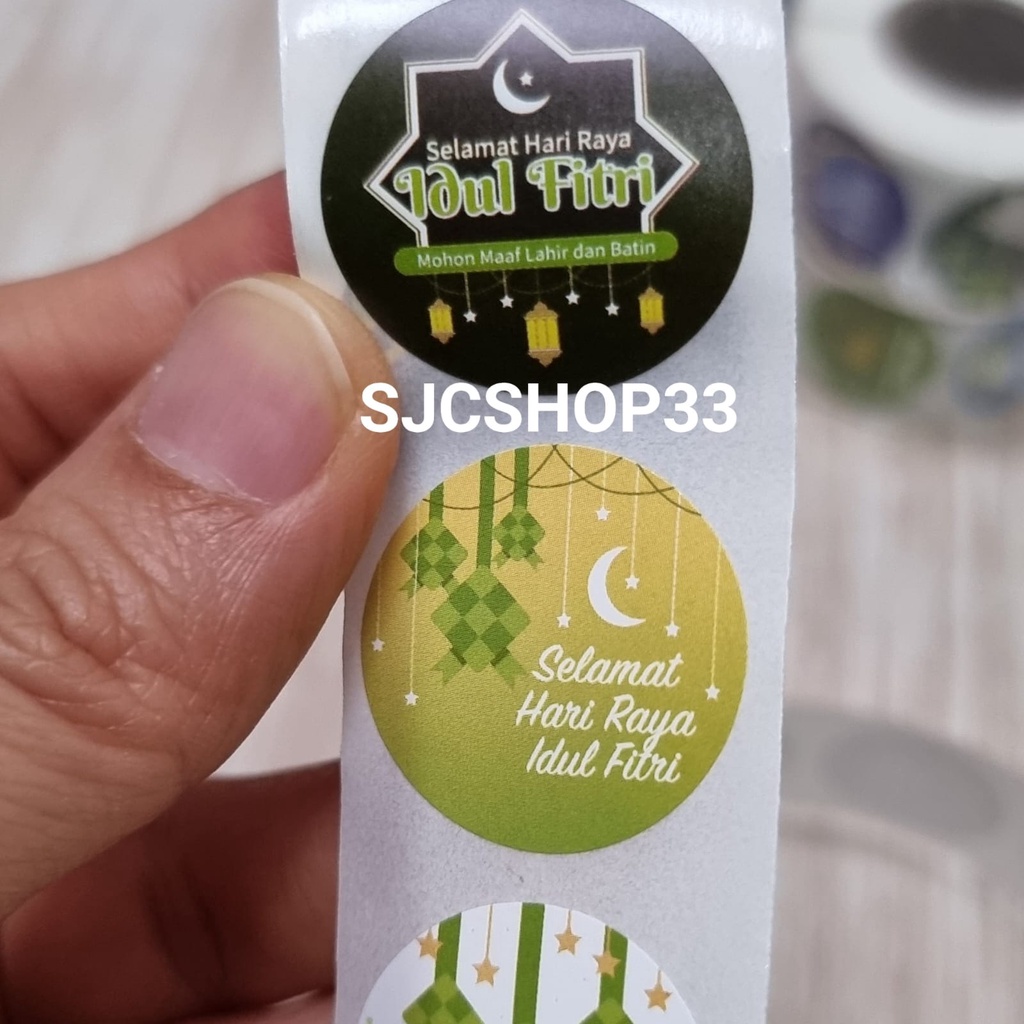 Selamat Hari Raya
Idul Fitri
Mohon Maaf Lahir dan Batin
SJCSHOP33
Selamat
Hari Raya
Idul Fitri